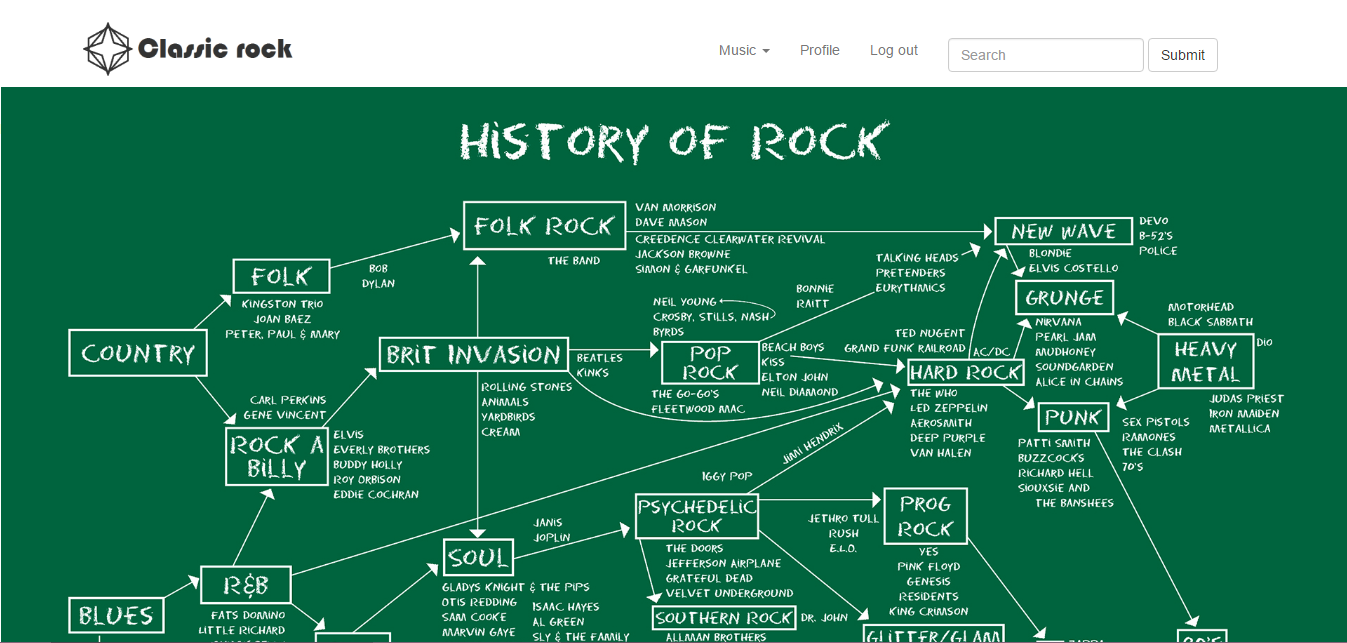 Classic rock
Music
Profile
Log out
Search
Submit
HISTORY OF ROCK
FOLK ROCK
VAN MORRISON
DAVE MASON
CREEDENCE CLEARWATER REVIVAL
JACKSON BROWNE
SIMON & GARFUNKEL
THE BAND
NEW WAVE
DEVO
B-52'S
POLICE
BLONDIE
ELVIS COSTELLO
FOLK
BOB
DYLAN
KINGSTON TRIO
JOAN BAEZ
PETER, PAUL & MARY
TALKING HEADS
PRETENDERS
EURYTHMICS
BONNIE
RAITT
GRUNGE
NIRVANA
PEARL JAM
MUDHONEY
SOUNDGARDEN
ALICE IN CHAINS
MOTORHEAD
BLACK SABBATH
NEIL YOUNG
CROSBY, STILLS, NASH
BYRDS
COUNTRY
BRIT INVASION
BEATLES
KINKS
POP
ROCK
BEACH BOYS
KISS
ELTON JOHN
NEIL DIAMOND
THE GO-GO'S
FLEETWOOD MAC
TED NUGENT
GRAND FUNK RAILROAD
AC/DC
HARD ROCK
HEAVY
METAL
DIO
JUDAS PRIEST
IRON MAIDEN
METALLICA
ROLLING STONES
ANIMALS
YARDBIRDS
CREAM
THE WHO
LED ZEPPELIN
AEROSMITH
DEEP PURPLE
VAN HALEN
PUNK
SEX PISTOLS
RAMONES
THE CLASH
70'S
PATTI SMITH
BUZZCOCKS
RICHARD HELL
SIOUXSIE AND
THE BANSHEES
CARL PERKINS
GENE VINCENT
ROCK A
BILLY
ELVIS
EVERLY BROTHERS
BUDDY HOLLY
ROY ORBISON
EDDIE COCHRAN
JIMI HENDRIX
IGGY POP
PSYCHEDELIC
ROCK
THE DOORS
JEFFERSON AIRPLANE
GRATEFUL DEAD
VELVET UNDERGROUND
PROG
ROCK
JETHRO TULL
RUSH
E.L.O.
YES
PINK FLOYD
GENESIS
RESIDENTS
KING CRIMSON
JANIS
JOPLIN
SOUL
GLADYS KNIGHT & THE PIPS
OTIS REDDING
SAM COOKE
MARVIN GAYE
ISAAC HAYES
AL GREEN
SLY & THE FAMILY
R&B
FATS DOMINO
LITTLE RICHARD
BLUES
SOUTHERN ROCK
DR. JOHN
ALLMAN BROTHERS
GLITTER/GLAM
ZAPPA
90'S